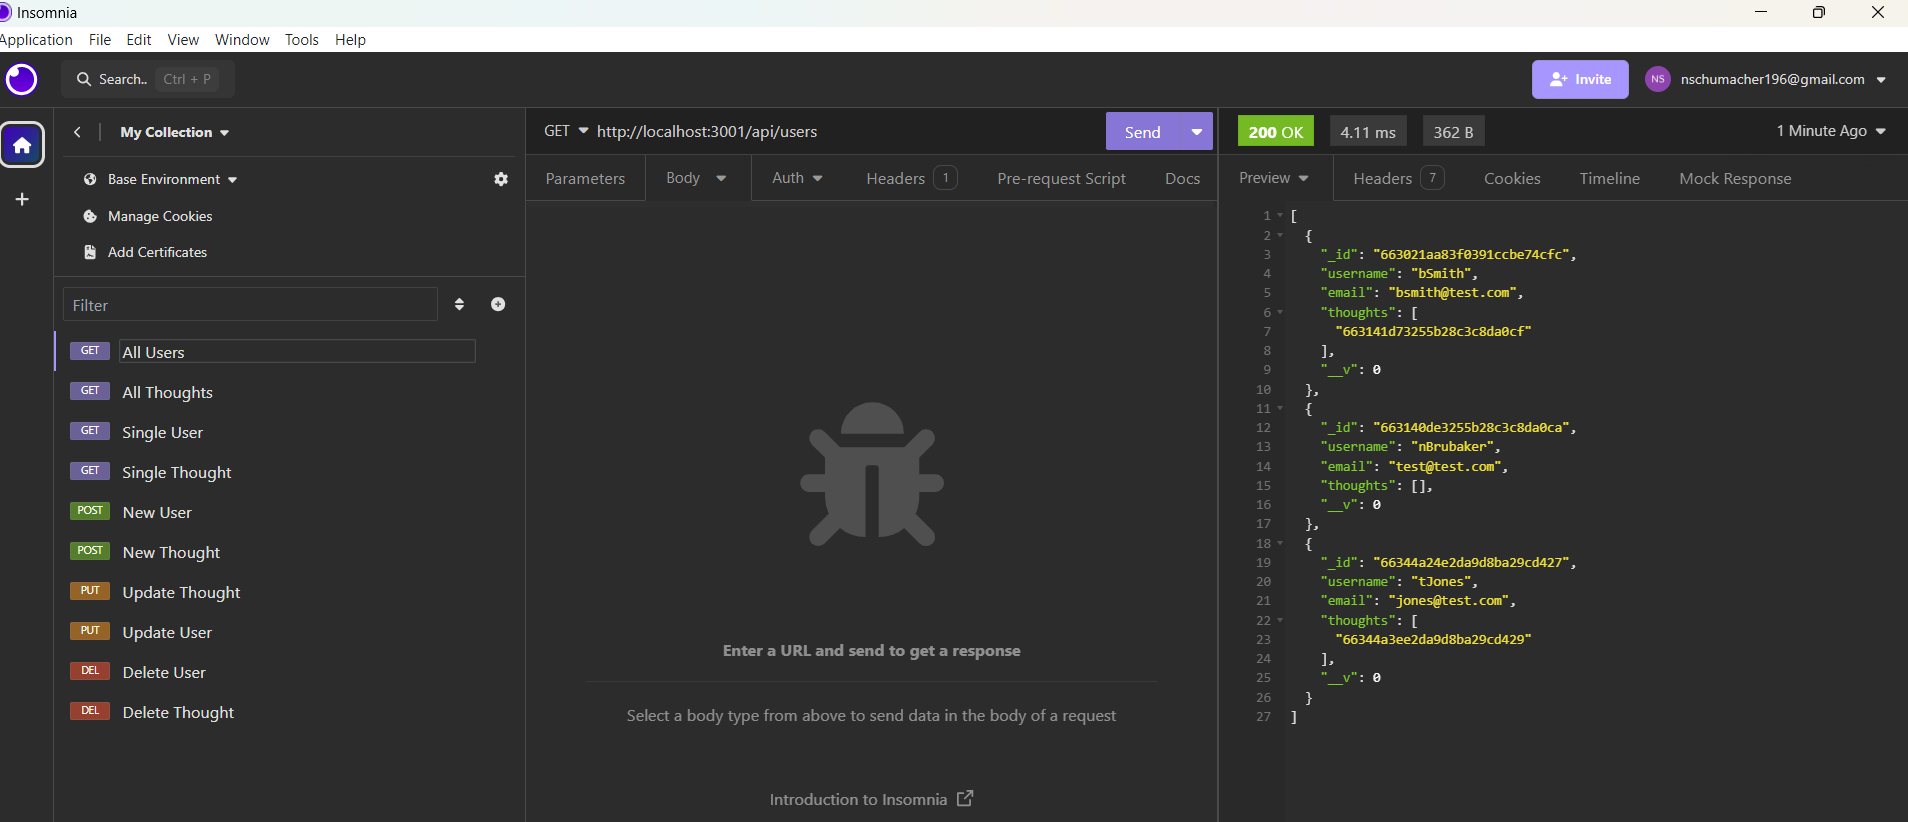 Insomnia
Application File Edit View Window Tools Help
Search.. Ctrl + P
Invite
NS nschumacher196@gmail.com
My Collection
Base Environment
Manage Cookies
Add Certificates
Filter
GET All Users
GET All Thoughts
GET Single User
GET Single Thought
POST New User
POST New Thought
PUT Update Thought
PUT Update User
DEL Delete User
DEL Delete Thought
GET http://localhost:3001/api/users
Send
Parameters Body Auth Headers 1 Pre-request Script Docs
Enter a URL and send to get a response
Select a body type from above to send data in the body of a request
Introduction to Insomnia
200 OK 4.11 ms 362 B 1 Minute Ago
Preview Headers 7 Cookies Timeline Mock Response
1 [
2 {
3 "_id": "663021aa83f0391ccbe74cfc",
4 "username": "bSmith",
5 "email": "bsmith@test.com",
6 "thoughts": [
7 "663141d73255b28c3c8da0cf"
8 ],
9 "__v": 0
10 },
11 {
12 "_id": "663140de3255b28c3c8da0ca",
13 "username": "nBrubaker",
14 "email": "test@test.com",
15 "thoughts": [],
16 "__v": 0
17 },
18 {
19 "_id": "66344a24e2da9d8ba29cd427",
20 "username": "tJones",
21 "email": "jones@test.com",
22 "thoughts": [
23 "66344a3ee2da9d8ba29cd429"
24 ],
25 "__v": 0
26 }
27 ]